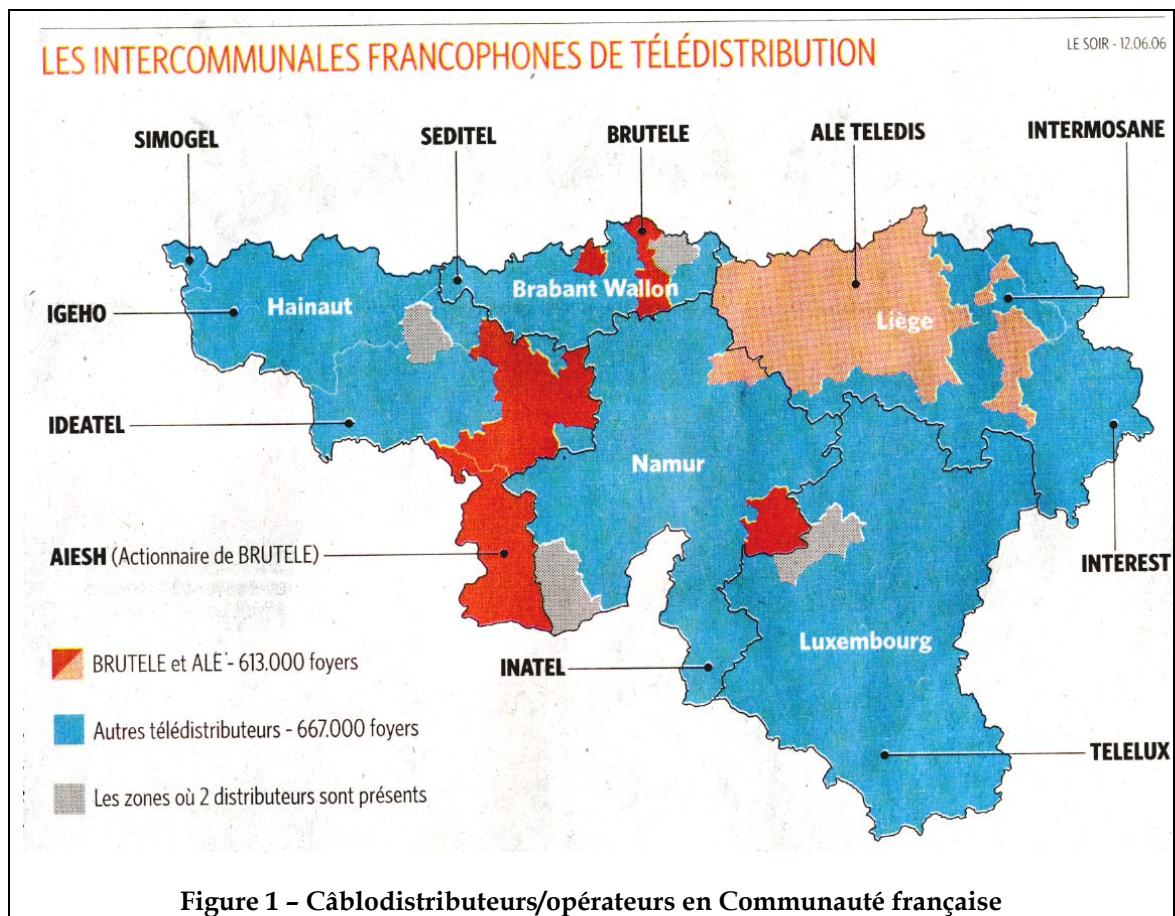 LES INTERCOMMUNALES FRANCOPHONES DE TÉLÉDISTRIBUTION
LE SOIR - 12.06.06
SIMOGEL
SEDITEL
BRUTELE
ALE TELEDIS
INTERMOSANE
IGEHO
Hainaut
Brabant Wallon
Liège
IDEATEL
Namur
AIESH (Actionnaire de BRUTELE)
INTEREST
Luxembourg
INATEL
BRUTELE et ALE - 613.000 foyers
Autres télédistributeurs - 667.000 foyers
TELELUX
Les zones où 2 distributeurs sont présents
Figure 1 – Câblodistributeurs/opérateurs en Communauté française